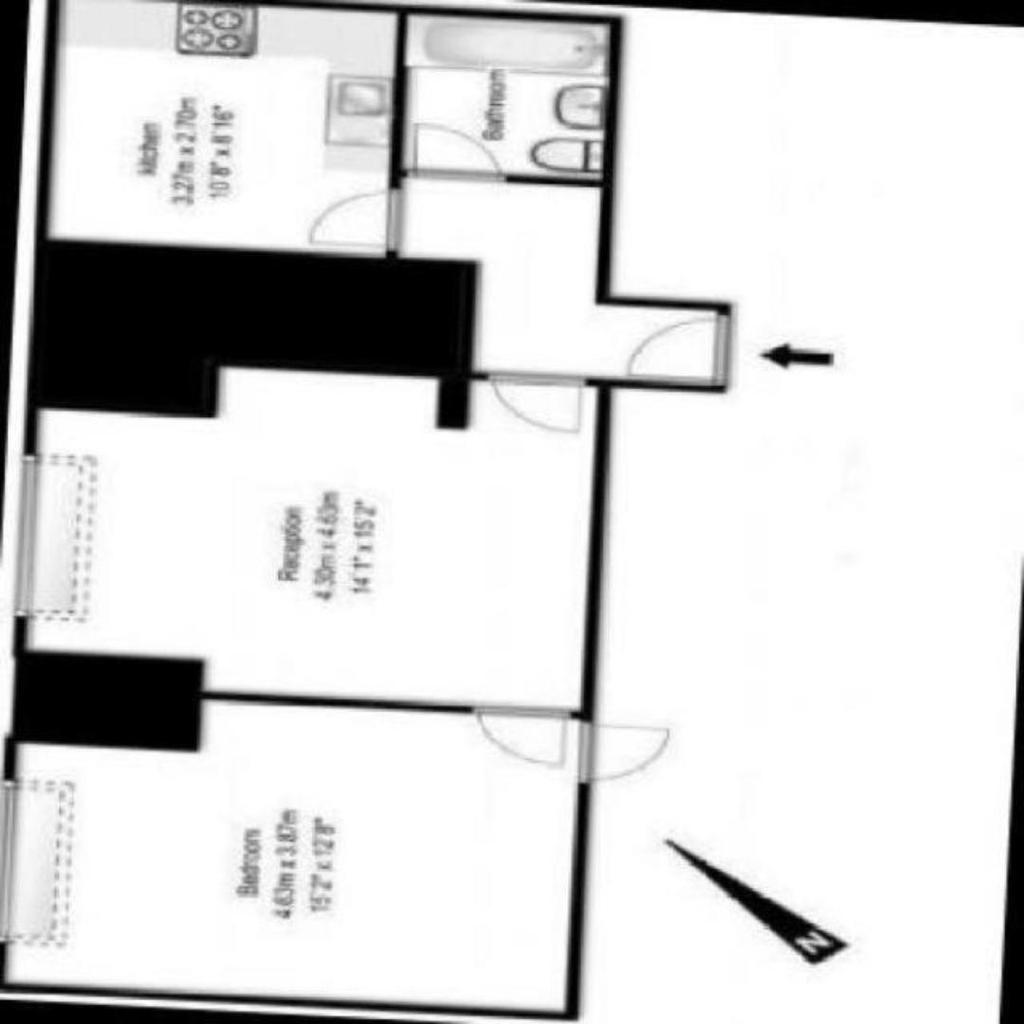 Kitchen
3.27m x 2.70m
10'8" x 8'16"
Bathroom
Reception
4.30m x 4.63m
14'1" x 15'2"
Bedroom
4.63m x 3.87m
15'2" x 12'8"
N